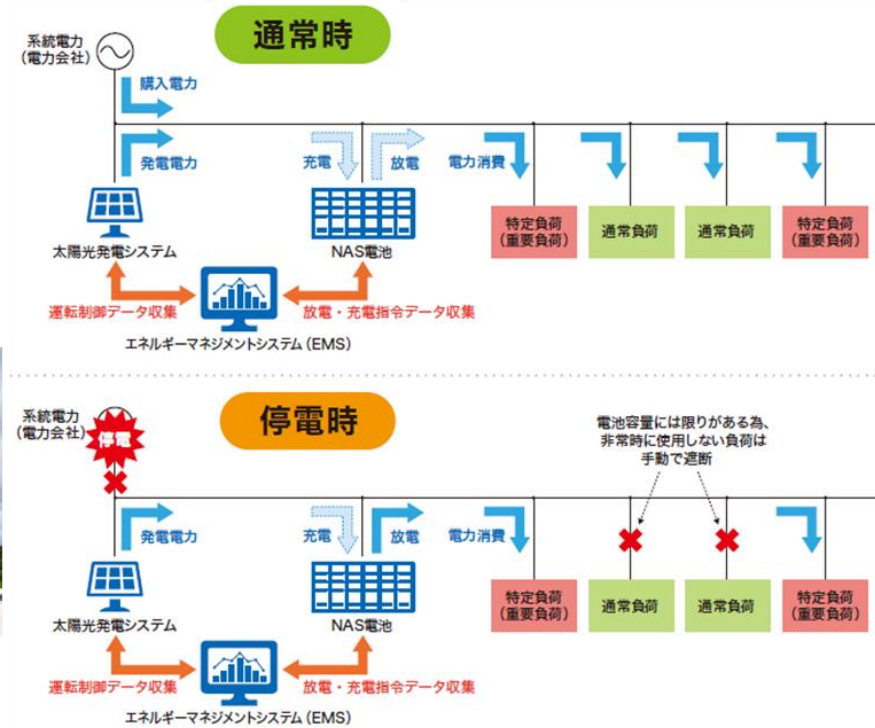 通常時
系統電力
(電力会社)
購入電力
発電電力
充電
放電
電力消費
太陽光発電システム
NAS電池
特定負荷
(重要負荷)
通常負荷
通常負荷
特定負荷
(重要負荷)
運転制御データ収集
放電・充電指令データ収集
エネルギーマネジメントシステム(EMS)
停電時
系統電力
(電力会社)
停電
電池容量には限りがある為、
非常時に使用しない負荷は
手動で遮断
発電電力
充電
放電
電力消費
太陽光発電システム
NAS電池
特定負荷
(重要負荷)
通常負荷
通常負荷
特定負荷
(重要負荷)
運転制御データ収集
放電・充電指令データ収集
エネルギーマネジメントシステム(EMS)